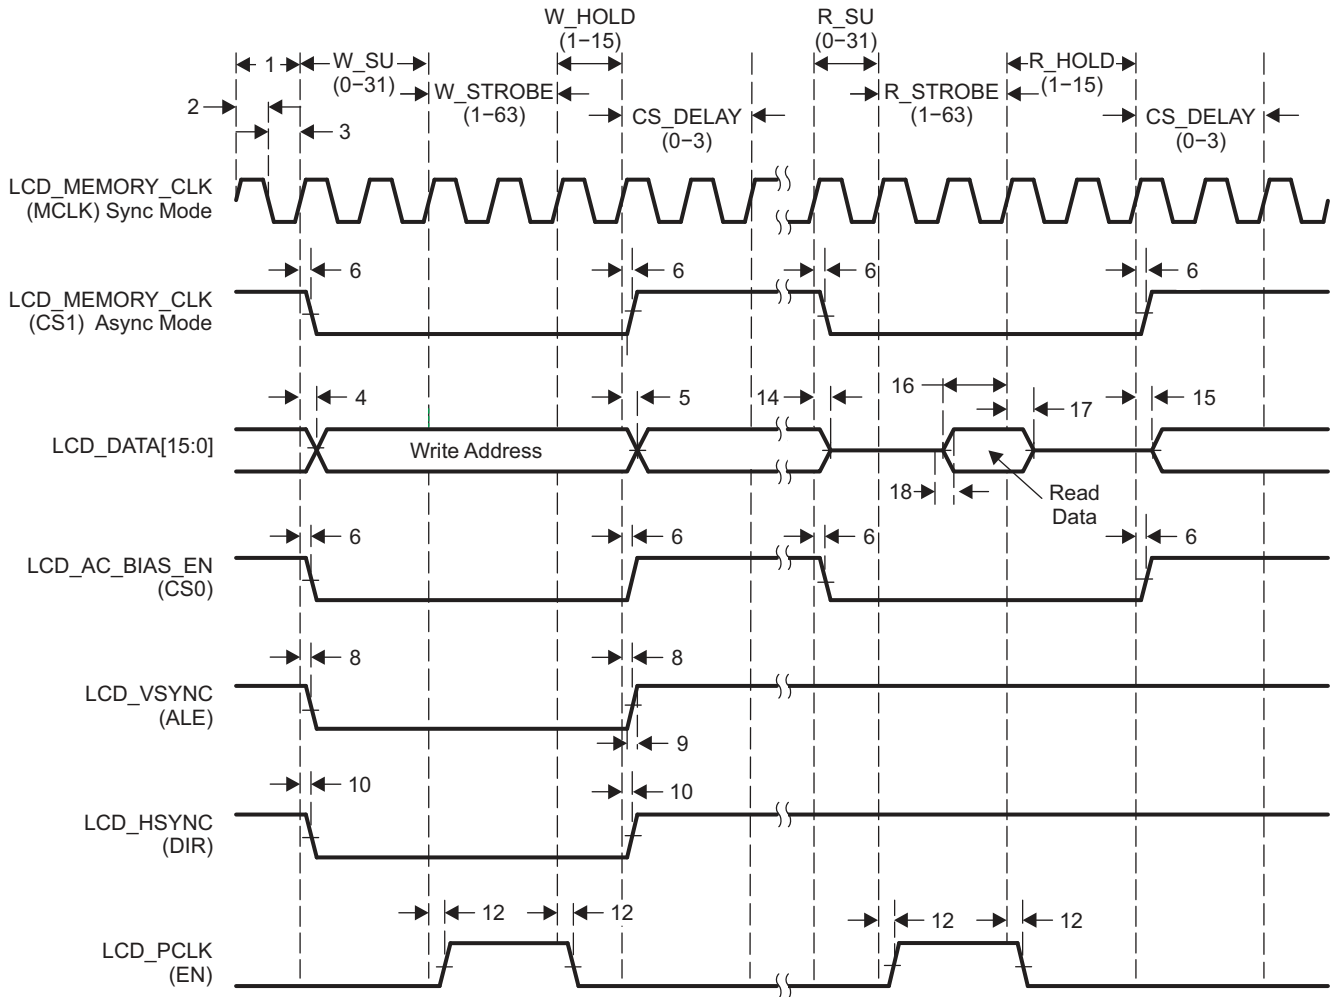 W_HOLD
(1−15)
R_SU
(0−31)
1
W_SU
(0−31)
R_HOLD
(1−15)
W_STROBE
(1−63)
R_STROBE
(1−63)
2
3
CS_DELAY
(0−3)
CS_DELAY
(0−3)
LCD_MEMORY_CLK
(MCLK) Sync Mode
6
6
6
6
LCD_MEMORY_CLK
(CS1) Async Mode
4
5
14
16
17
15
LCD_DATA[15:0]
Write Address
18
Read
Data
6
6
6
6
LCD_AC_BIAS_EN
(CS0)
8
8
LCD_VSYNC
(ALE)
9
10
10
LCD_HSYNC
(DIR)
12
12
12
12
LCD_PCLK
(EN)